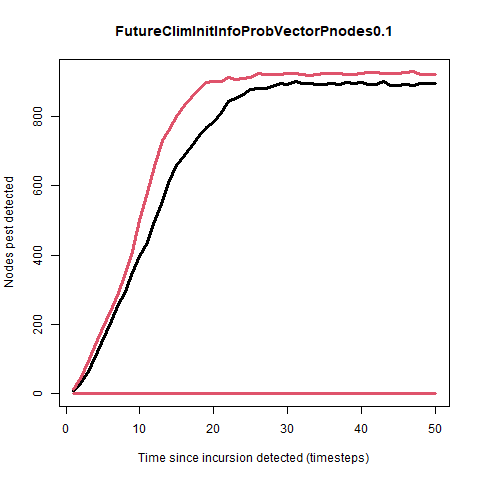 FutureClimInitInfoProbVectorPnodes0.1
Nodes pest detected
800
600
400
200
0
0 10 20 30 40 50
Time since incursion detected (timesteps)